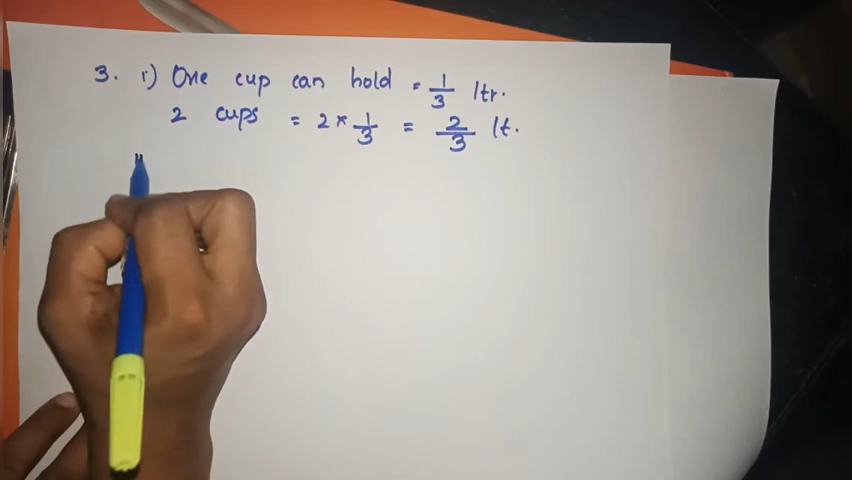 3. i) One cup can hold = 1/3 ltr.
2 cups = 2 × 1/3 = 2/3 lt.
"